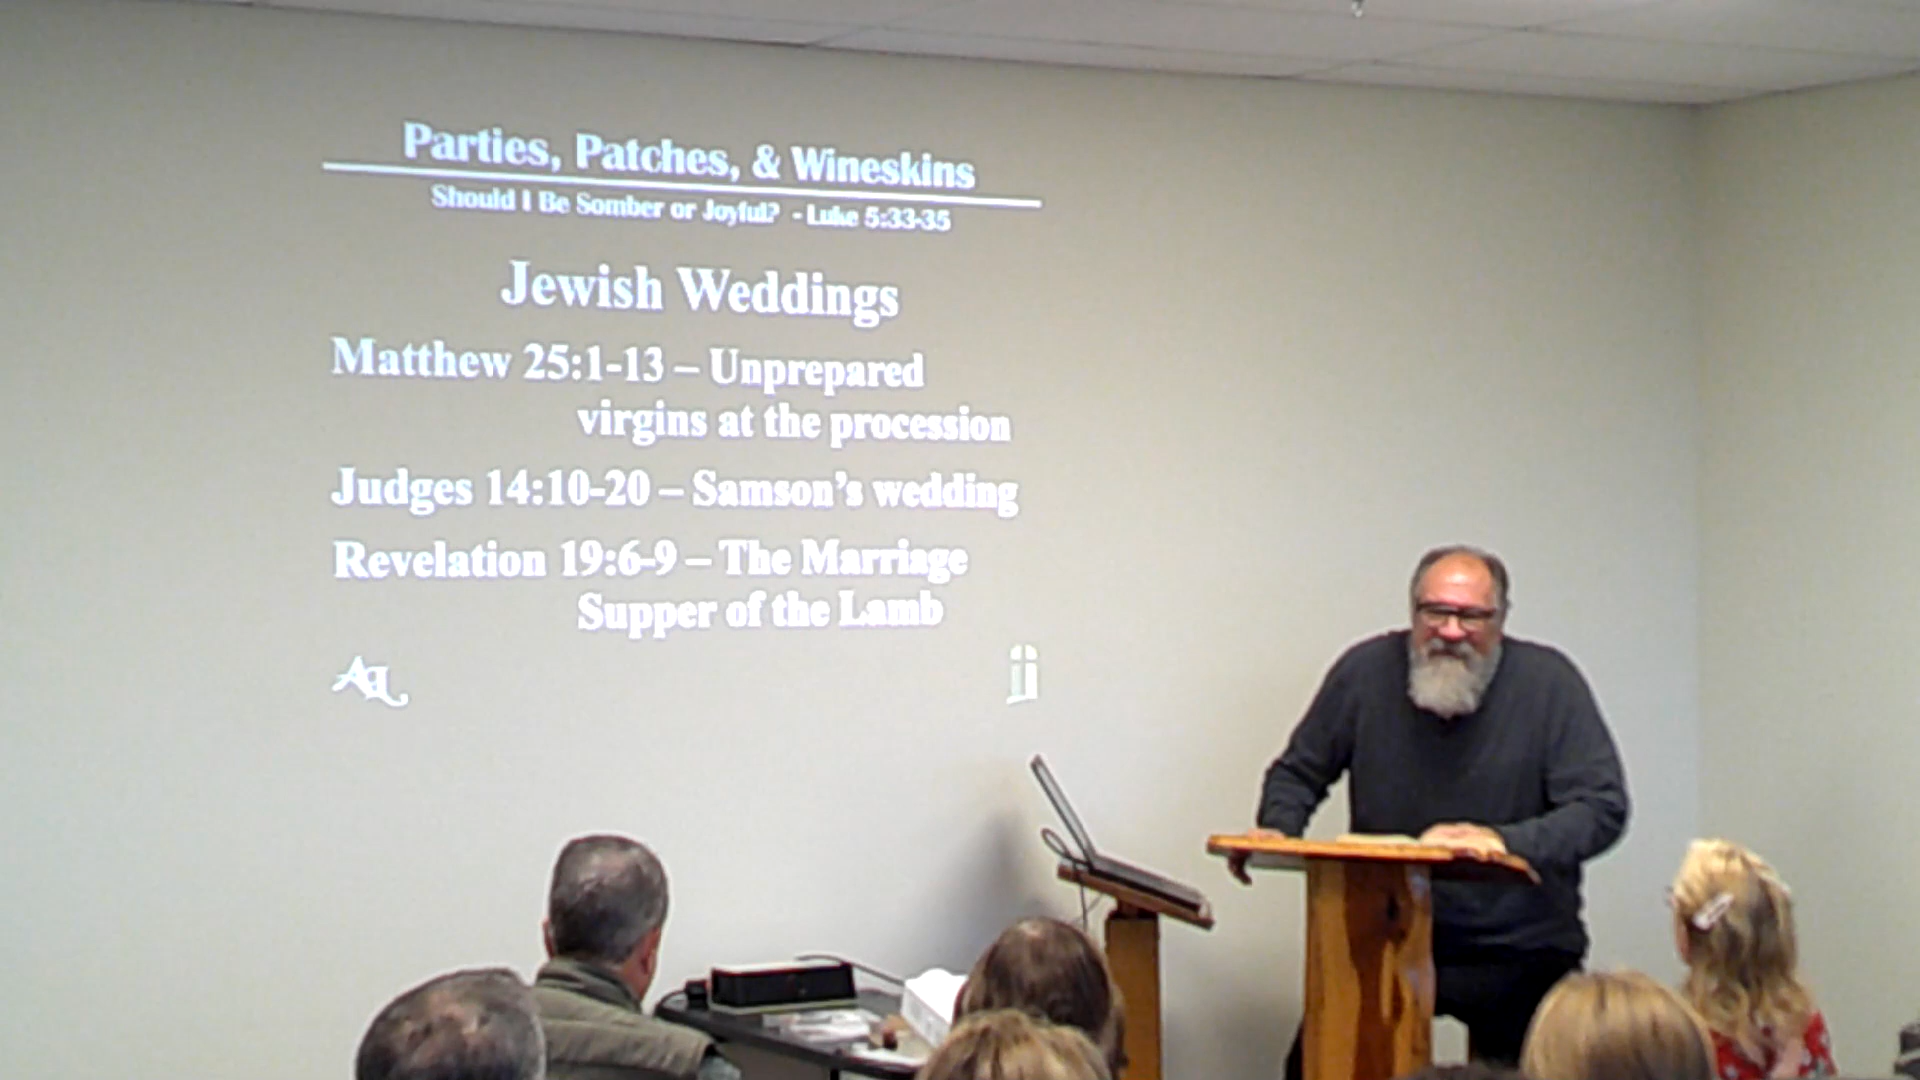 Parties, Patches, & Wineskins
Should I Be Somber or Joyful? - Luke 5:33-35
Jewish Weddings
Matthew 25:1-13 – Unprepared
virgins at the procession
Judges 14:10-20 – Samson's wedding
Revelation 19:6-9 – The Marriage
Supper of the Lamb